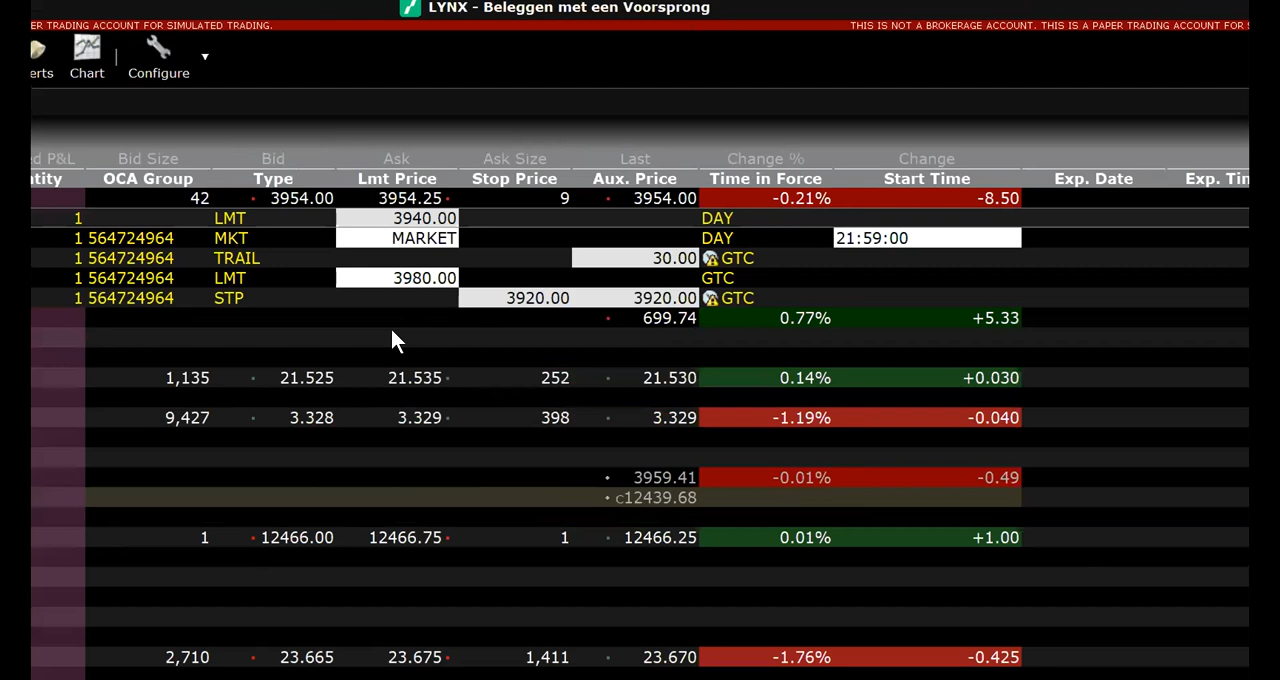 LYNX - Beleggen met een Voorsprong
ER TRADING ACCOUNT FOR SIMULATED TRADING. THIS IS NOT A BROKERAGE ACCOUNT. THIS IS A PAPER TRADING ACCOUNT FOR S
erts Chart Configure
ed P&L Bid Size Bid Ask Ask Size Last Change % Change
ntity OCA Group Type Lmt Price Stop Price Aux. Price Time in Force Start Time Exp. Date Exp. Tim
42 3954.00 3954.25 9 3954.00 -0.21% -8.50
1 LMT 3940.00 DAY
1 564724964 MKT MARKET DAY 21:59:00
1 564724964 TRAIL 30.00 GTC
1 564724964 LMT 3980.00 GTC
1 564724964 STP 3920.00 3920.00 GTC
699.74 0.77% +5.33
1,135 21.525 21.535 252 21.530 0.14% +0.030
9,427 3.328 3.329 398 3.329 -1.19% -0.040
3959.41 -0.01% -0.49
c12439.68
1 12466.00 12466.75 1 12466.25 0.01% +1.00
2,710 23.665 23.675 1,411 23.670 -1.76% -0.425